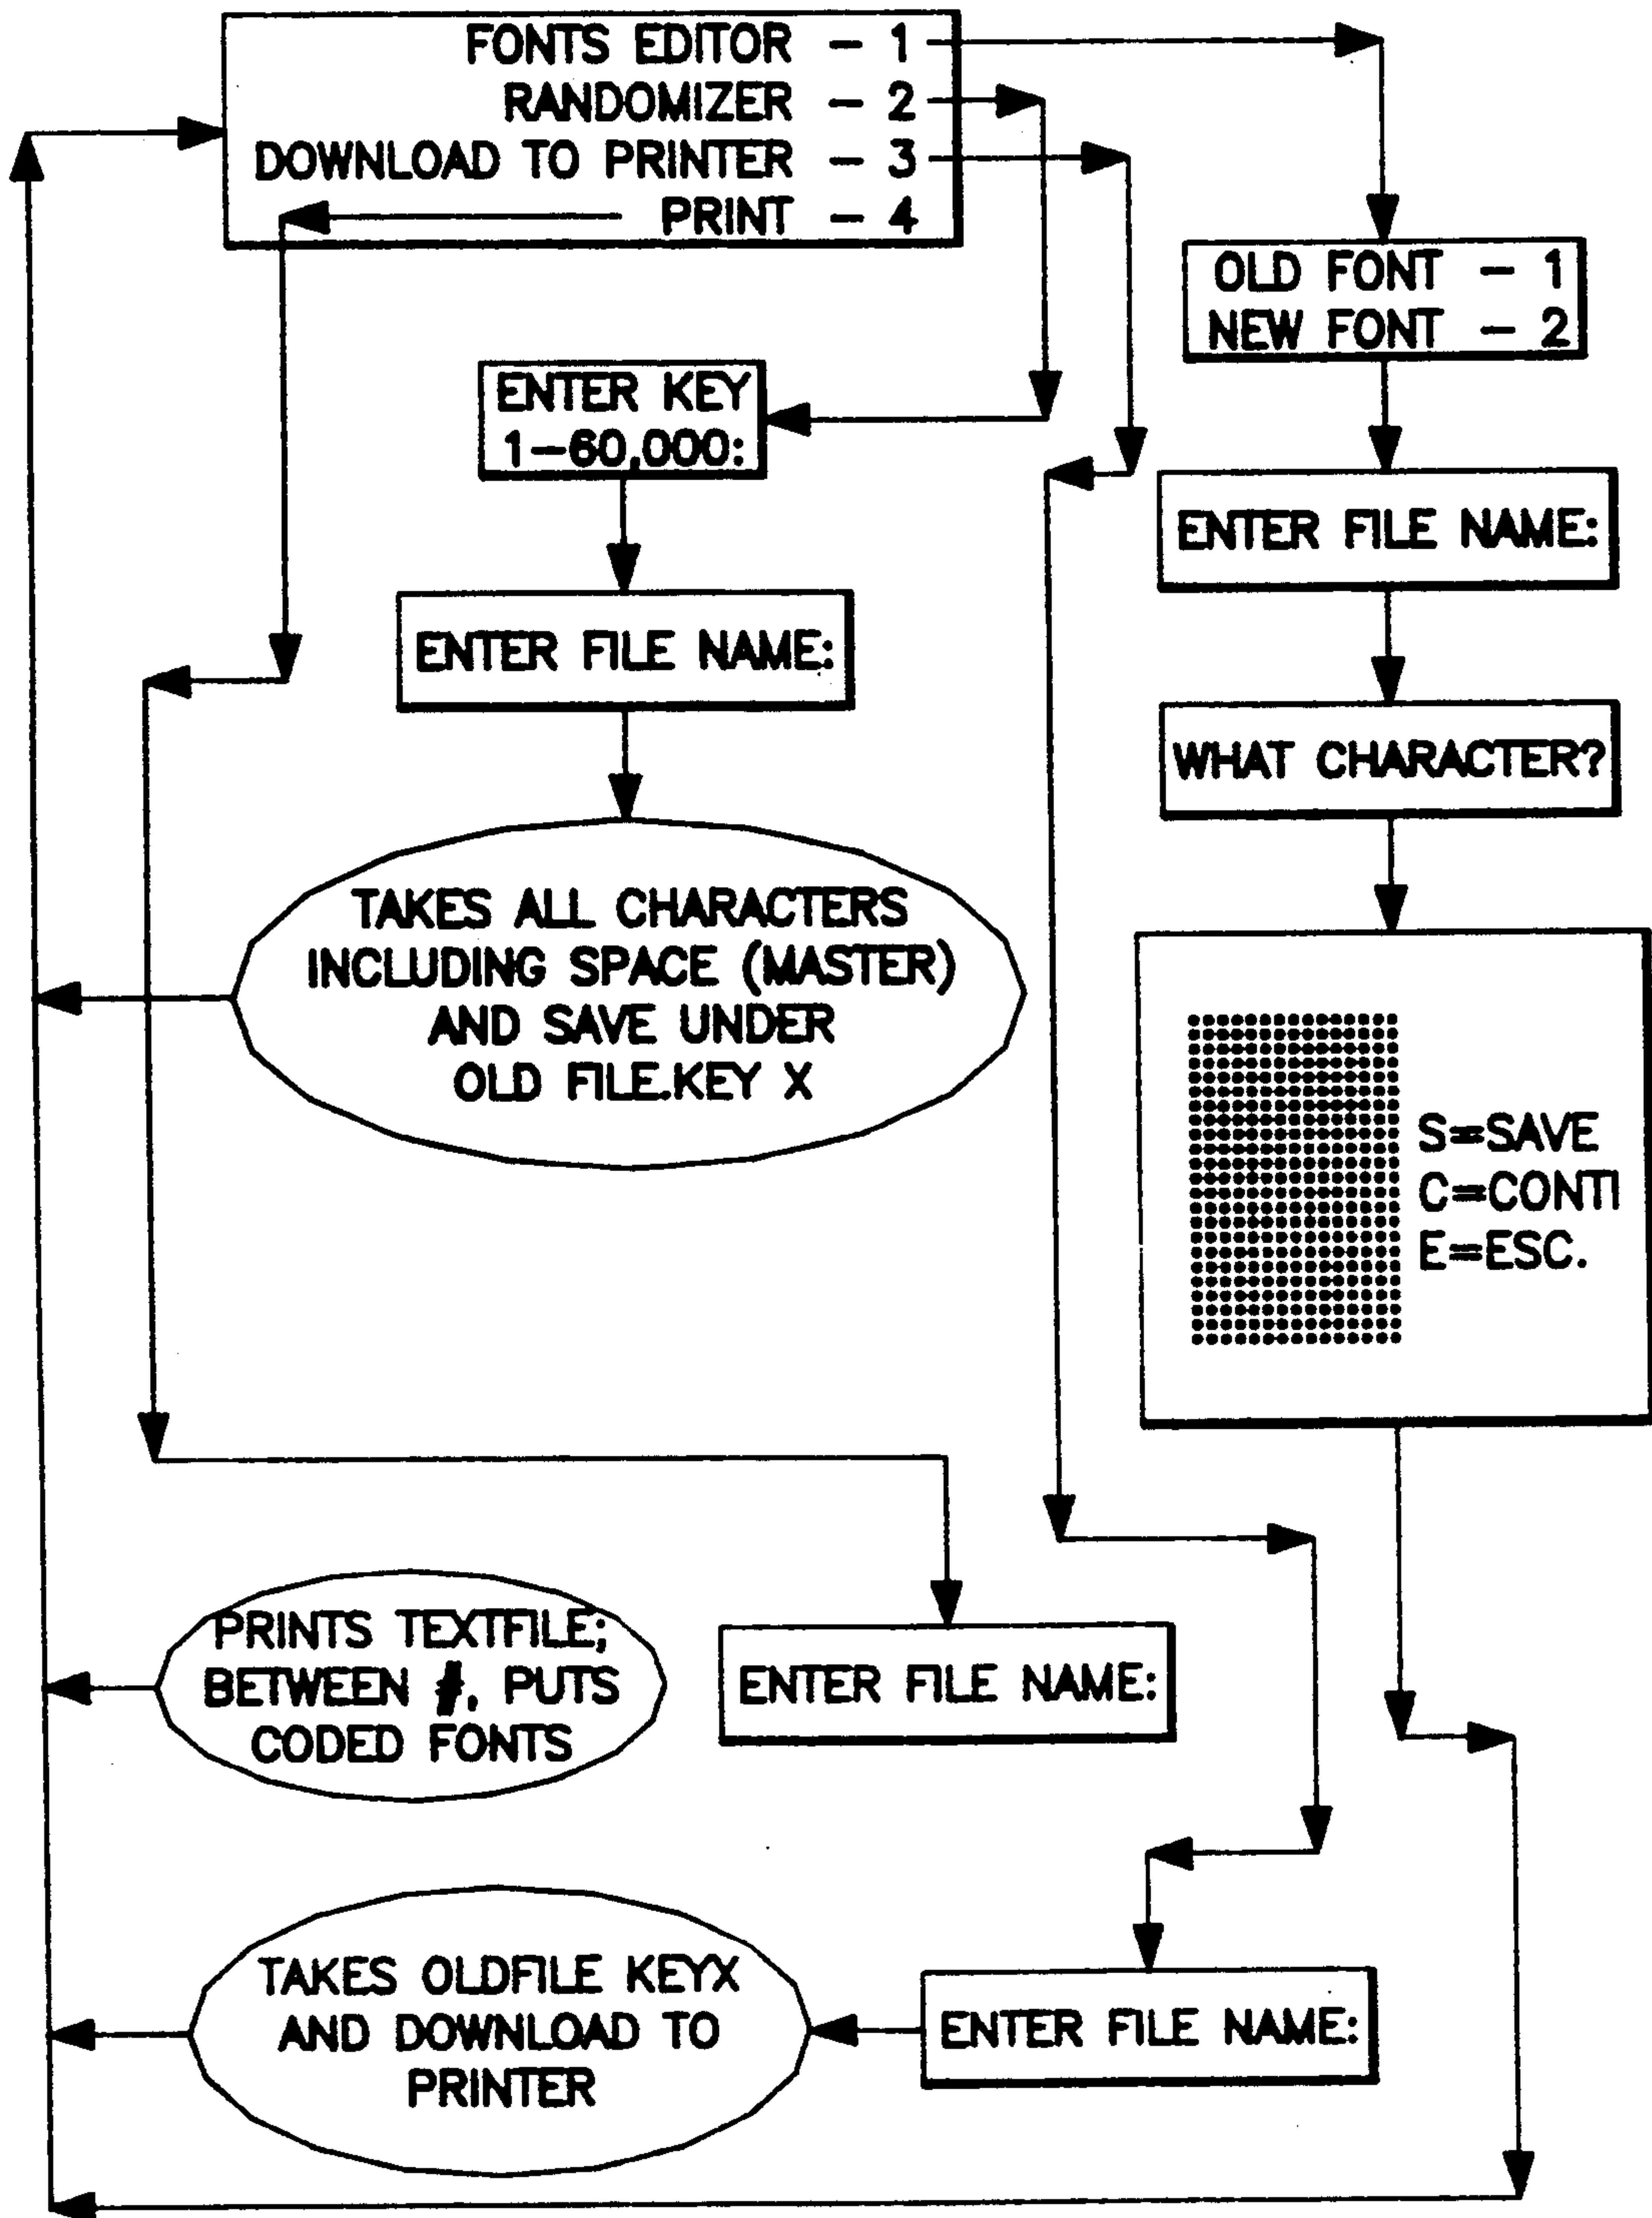 FONTS EDITOR - 1
RANDOMIZER - 2
DOWNLOAD TO PRINTER - 3
PRINT - 4
OLD FONT - 1
NEW FONT - 2
ENTER KEY
1-60,000:
ENTER FILE NAME:
ENTER FILE NAME:
WHAT CHARACTER?
TAKES ALL CHARACTERS
INCLUDING SPACE (MASTER)
AND SAVE UNDER
OLD FILE.KEY X
S=SAVE
C=CONTI
E=ESC.
PRINTS TEXTFILE;
BETWEEN #, PUTS
CODED FONTS
ENTER FILE NAME:
TAKES OLDFILE KEYX
AND DOWNLOAD TO
PRINTER
ENTER FILE NAME: